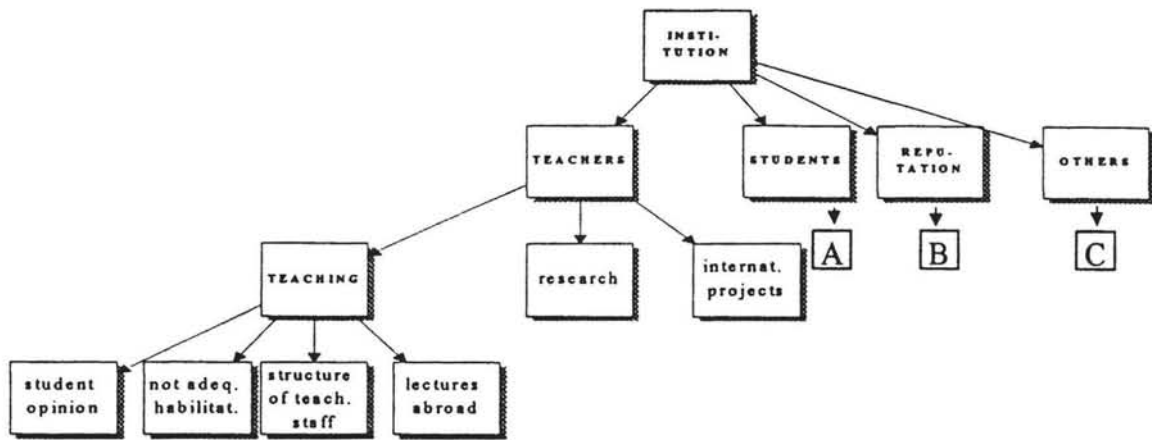 INSTI-
TUTION
TEACHERS
STUDENTS
REPU-
TATION
OTHERS
A
B
C
TEACHING
research
internat.
projects
student
opinion
not adeq.
habilitat.
structure
of teach.
staff
lectures
abroad